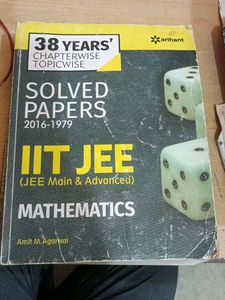 38 YEARS'
CHAPTERWISE
TOPICWISE
arihant
SOLVED
PAPERS
2016-1979
IIT JEE
(JEE Main & Advanced)
MATHEMATICS
Amit M Agarwal